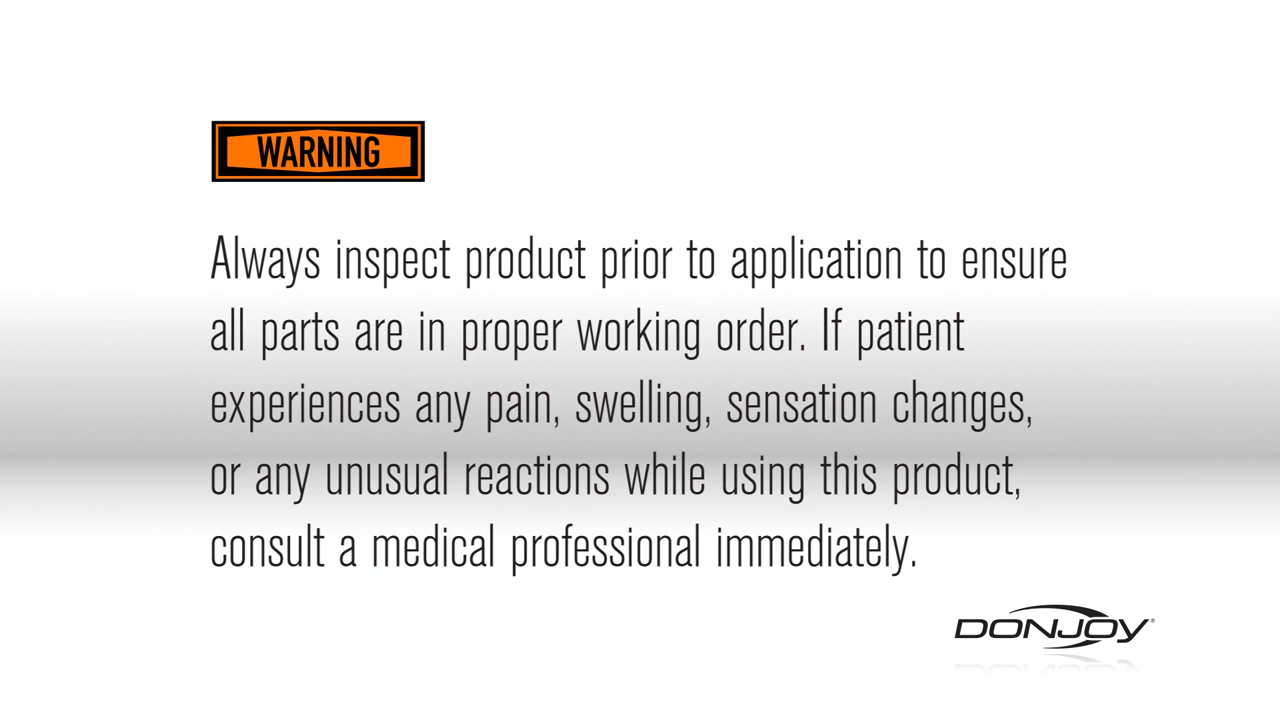 WARNING
Always inspect product prior to application to ensure
all parts are in proper working order. If patient
experiences any pain, swelling, sensation changes,
or any unusual reactions while using this product,
consult a medical professional immediately.
DONJOY®